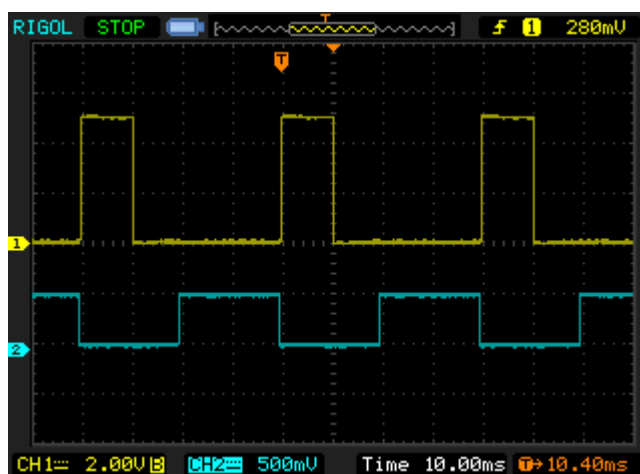 RIGOL STOP T 1 280mV
T
1
2
CH1 2.00V B CH2 500mV Time 10.00ms T 10.40ms